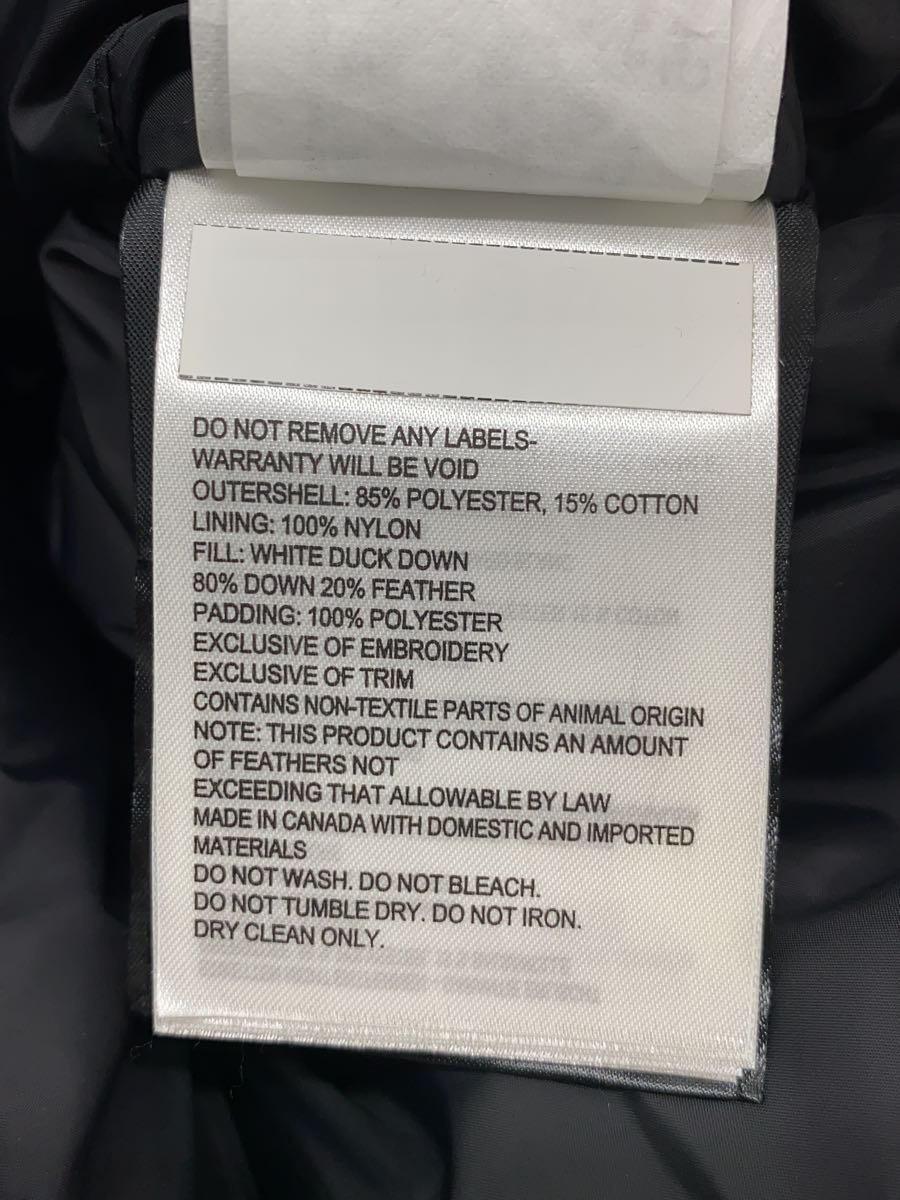 DO NOT REMOVE ANY LABELS-
WARRANTY WILL BE VOID
OUTERSHELL: 85% POLYESTER, 15% COTTON
LINING: 100% NYLON
FILL: WHITE DUCK DOWN
80% DOWN 20% FEATHER
PADDING: 100% POLYESTER
EXCLUSIVE OF EMBROIDERY
EXCLUSIVE OF TRIM
CONTAINS NON-TEXTILE PARTS OF ANIMAL ORIGIN
NOTE: THIS PRODUCT CONTAINS AN AMOUNT
OF FEATHERS NOT
EXCEEDING THAT ALLOWABLE BY LAW
MADE IN CANADA WITH DOMESTIC AND IMPORTED
MATERIALS
DO NOT WASH. DO NOT BLEACH.
DO NOT TUMBLE DRY. DO NOT IRON.
DRY CLEAN ONLY.